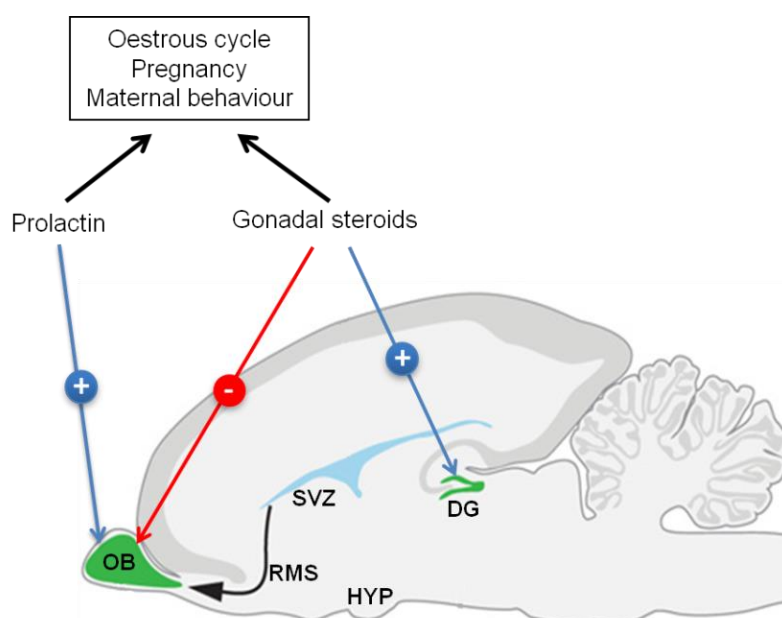 Oestrous cycle
Pregnancy
Maternal behaviour
Prolactin
Gonadal steroids
+
-
+
SVZ
DG
OB
RMS
HYP